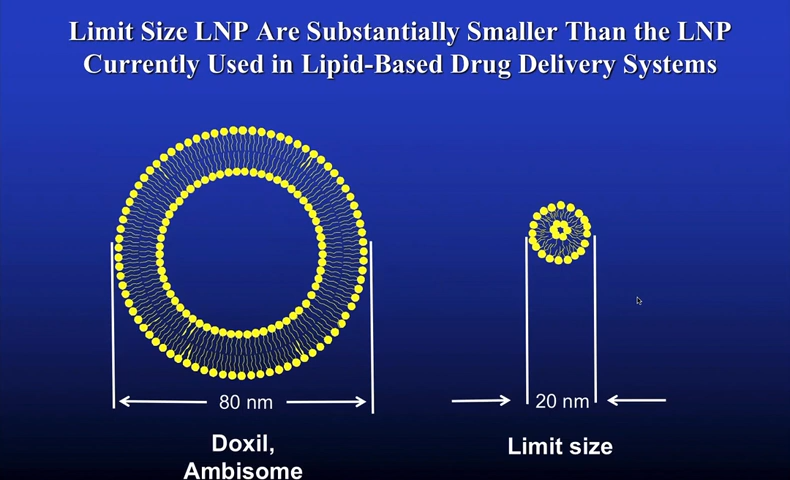 Limit Size LNP Are Substantially Smaller Than the LNP
Currently Used in Lipid-Based Drug Delivery Systems
80 nm
20 nm
Doxil,
Ambisome
Limit size